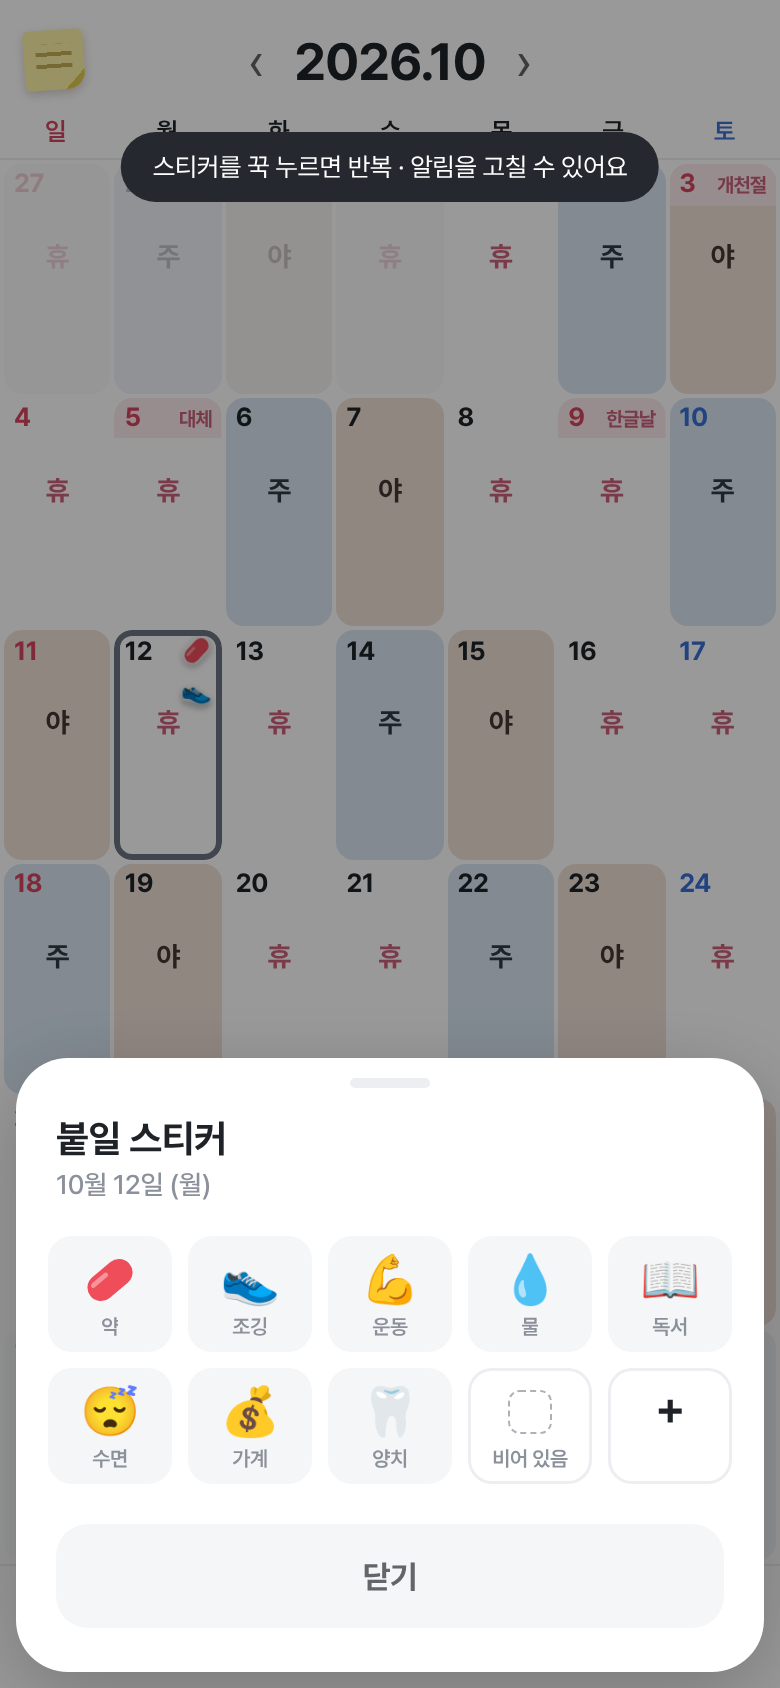 ‹ 2026.10 ›
일 월 화 수 목 금 토
스티커를 꾹 누르면 반복 · 알림을 고칠 수 있어요
27 3 개천절
휴 주 야 휴 휴 주 야
4 5 대체 6 7 8 9 한글날 10
휴 휴 주 야 휴 휴 주
11 12 13 14 15 16 17
야 휴 휴 주 야 휴 휴
18 19 20 21 22 23 24
주 야 휴 휴 주 야 휴
붙일 스티커
10월 12일 (월)
약 조깅 운동 물 독서
수면 가계 양치 비어 있음 +
닫기